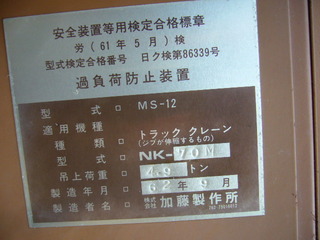 安全装置等用検定合格標章
労(61年5月)検
型式検定合格番号 日ク検第86339号
過負荷防止装置
型式 MS-12
適用機種
種類 トラッククレーン
(ジブが伸縮するもの)
型式 NK-70M
吊上荷重 4.9トン
製造年月 62年9月
製造者名 株式会社 加藤製作所